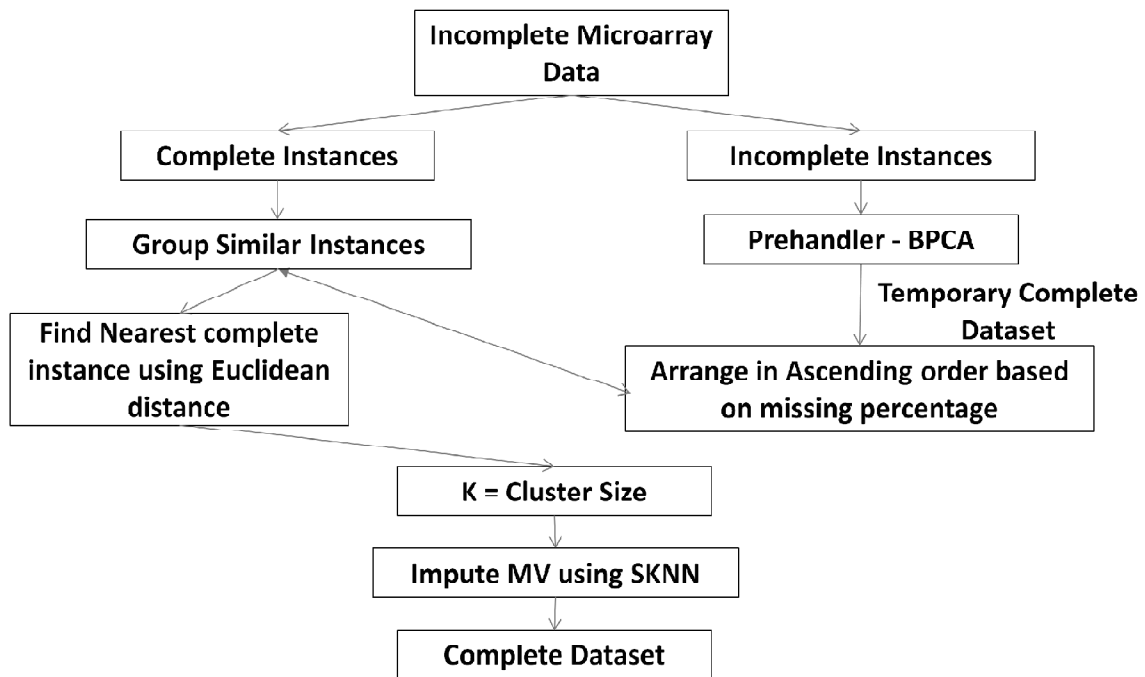 Incomplete Microarray
Data
Complete Instances
Incomplete Instances
Group Similar Instances
Prehandler - BPCA
Temporary Complete
Dataset
Find Nearest complete
instance using Euclidean
distance
Arrange in Ascending order based
on missing percentage
K = Cluster Size
Impute MV using SKNN
Complete Dataset